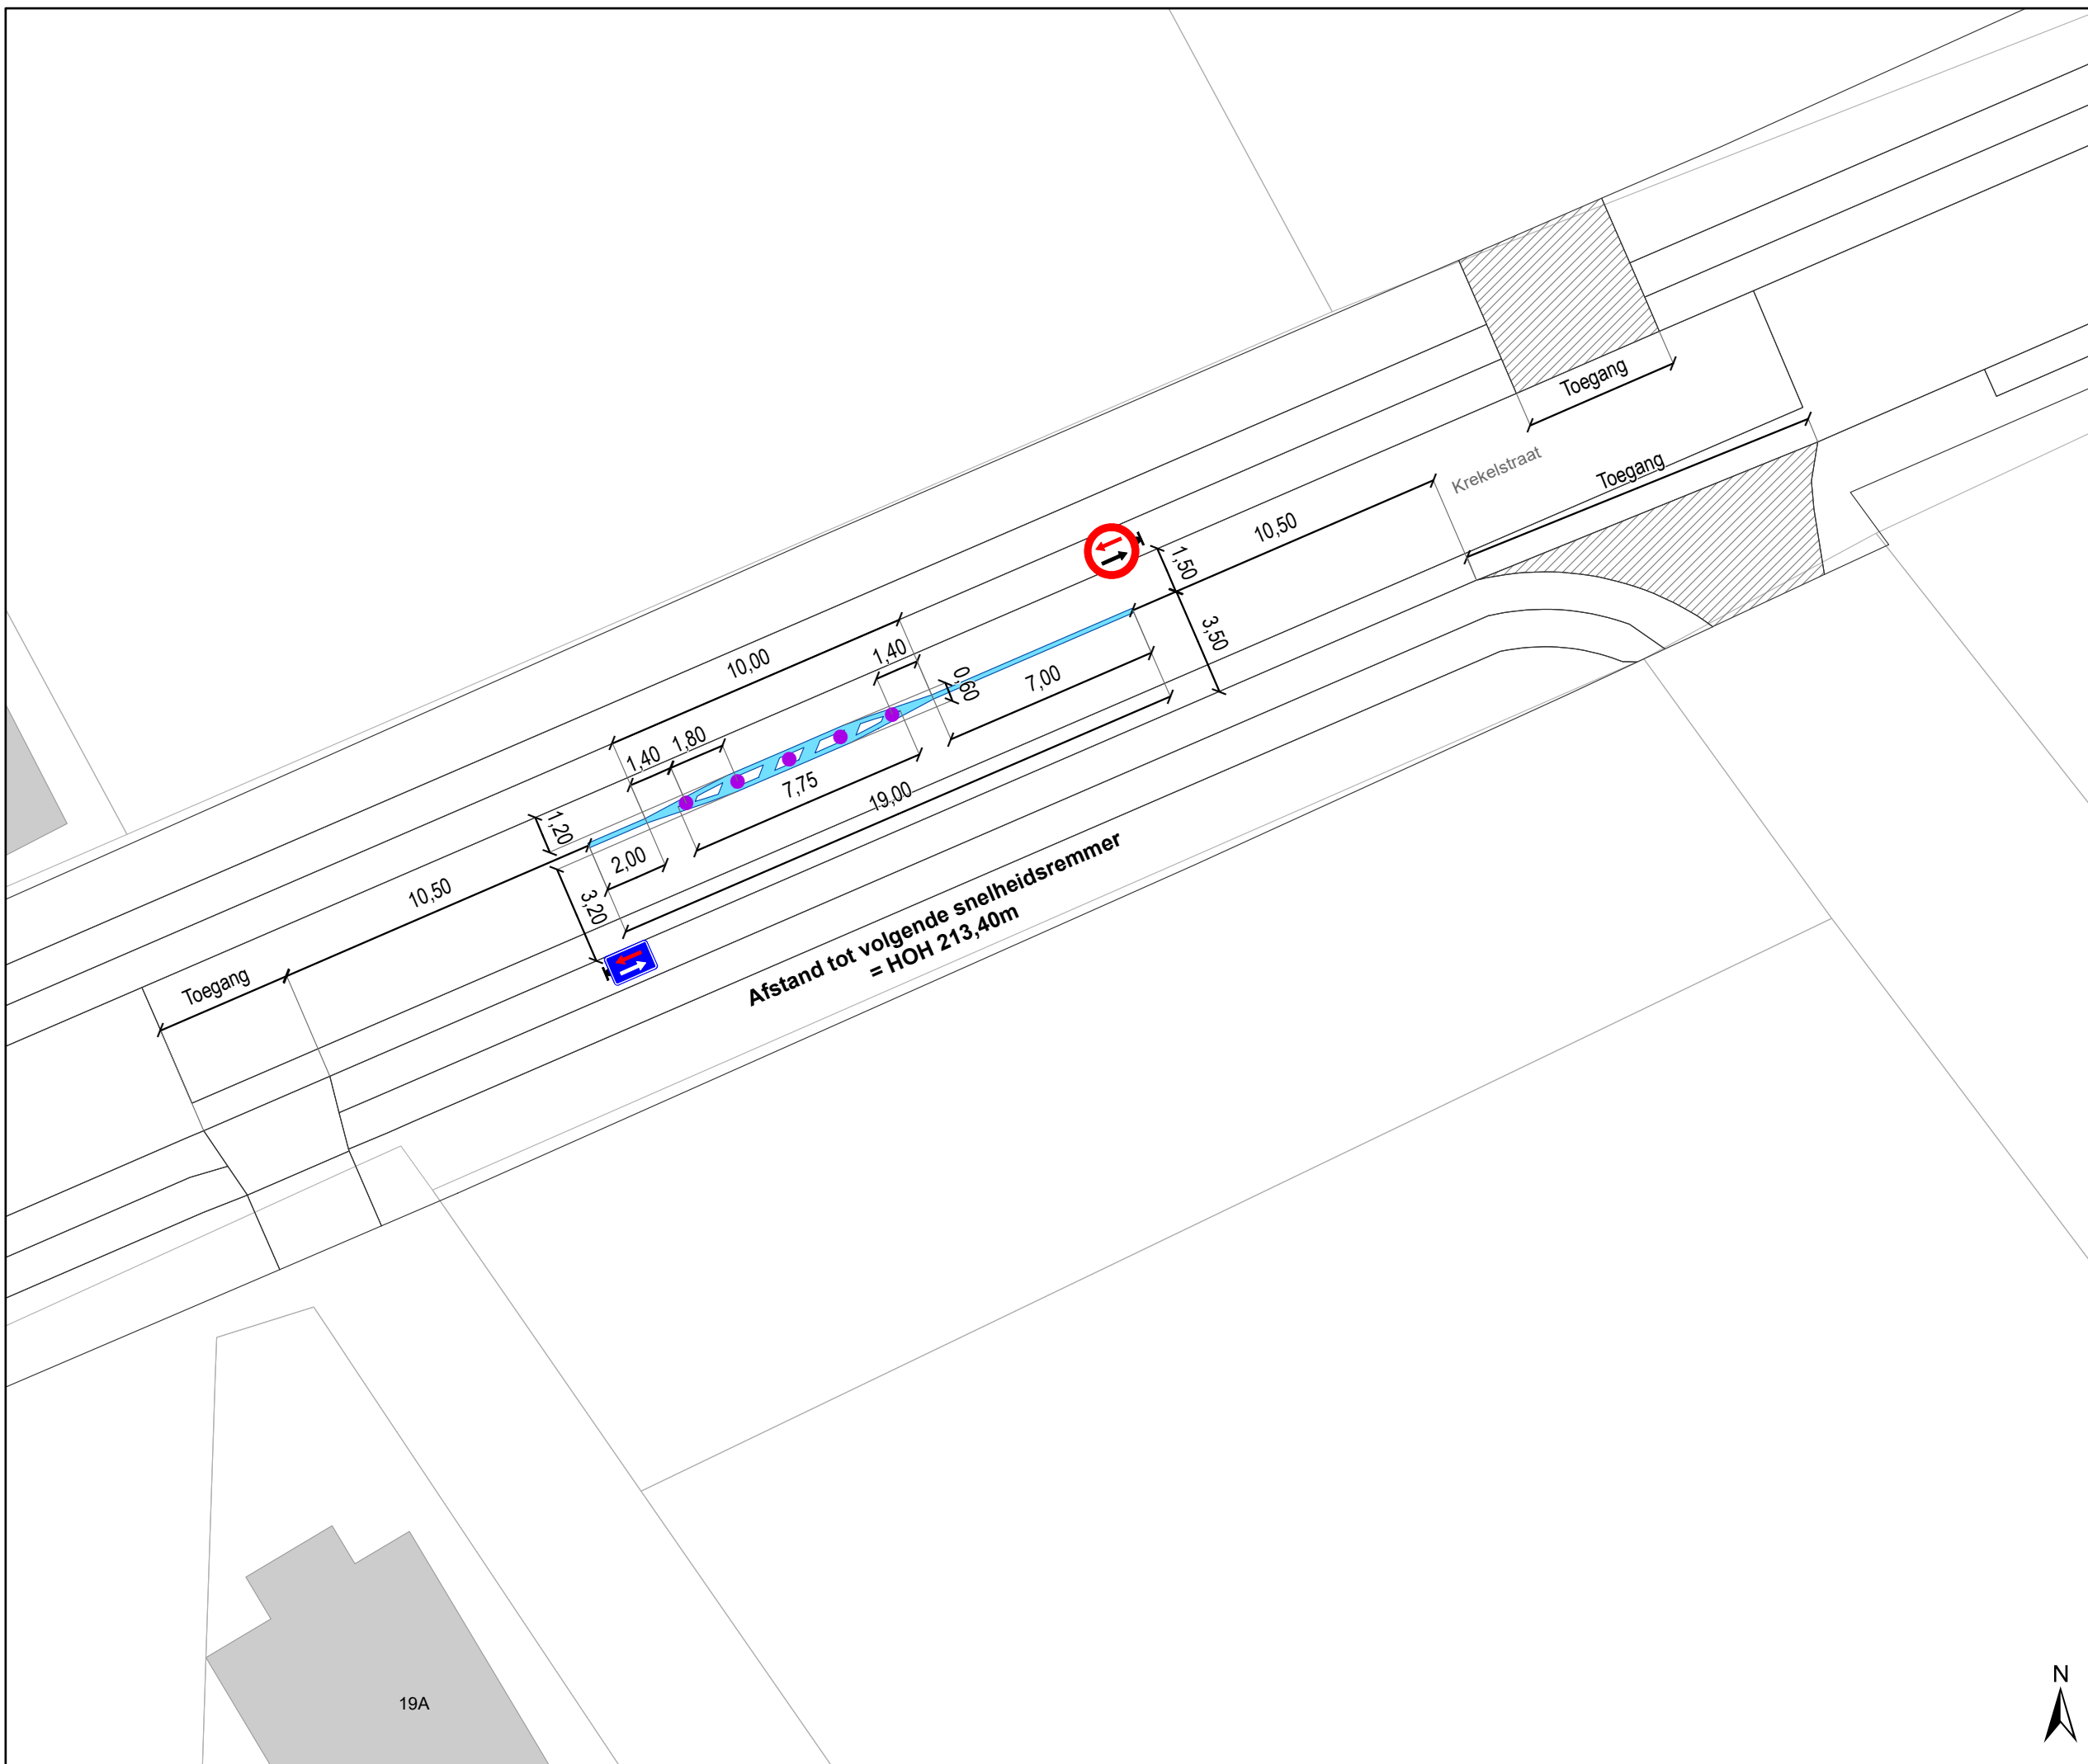 Toegang
Krekelstraat
Toegang
10,50
1,50
3,50
10,00
1,40
0,60
7,00
1,40
1,80
7,75
19,00
1,20
2,00
3,20
10,50
Afstand tot volgende snelheidsremmer
= HOH 213,40m
Toegang
19A
N